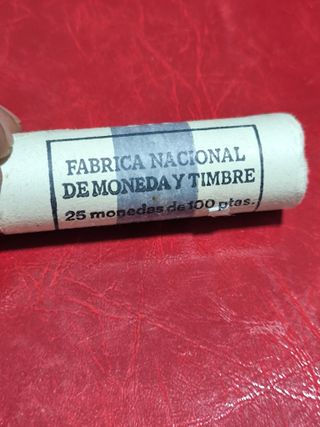 FABRICA NACIONAL
DE MONEDA Y TIMBRE
25 monedas de 100 ptas.